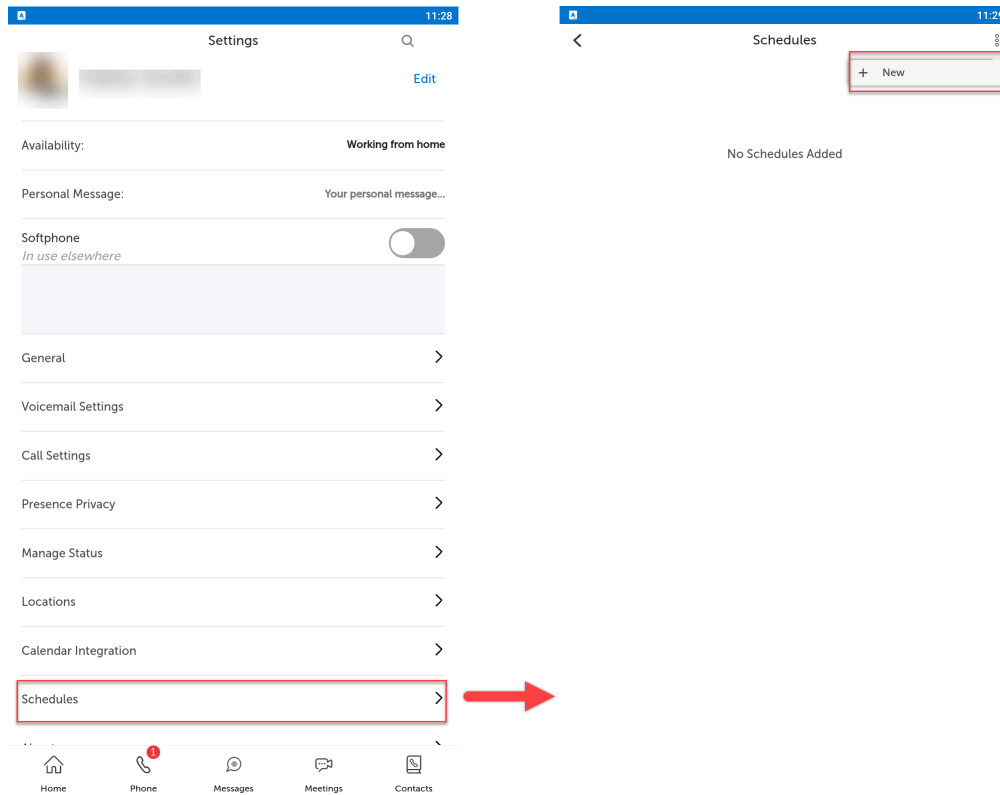 A
11:28
Settings
Edit
Availability:
Working from home
Personal Message:
Your personal message...
Softphone
In use elsewhere
General
Voicemail Settings
Call Settings
Presence Privacy
Manage Status
Locations
Calendar Integration
Schedules
1
Home
Phone
Messages
Meetings
Contacts
A
11:29
Schedules
+ New
No Schedules Added